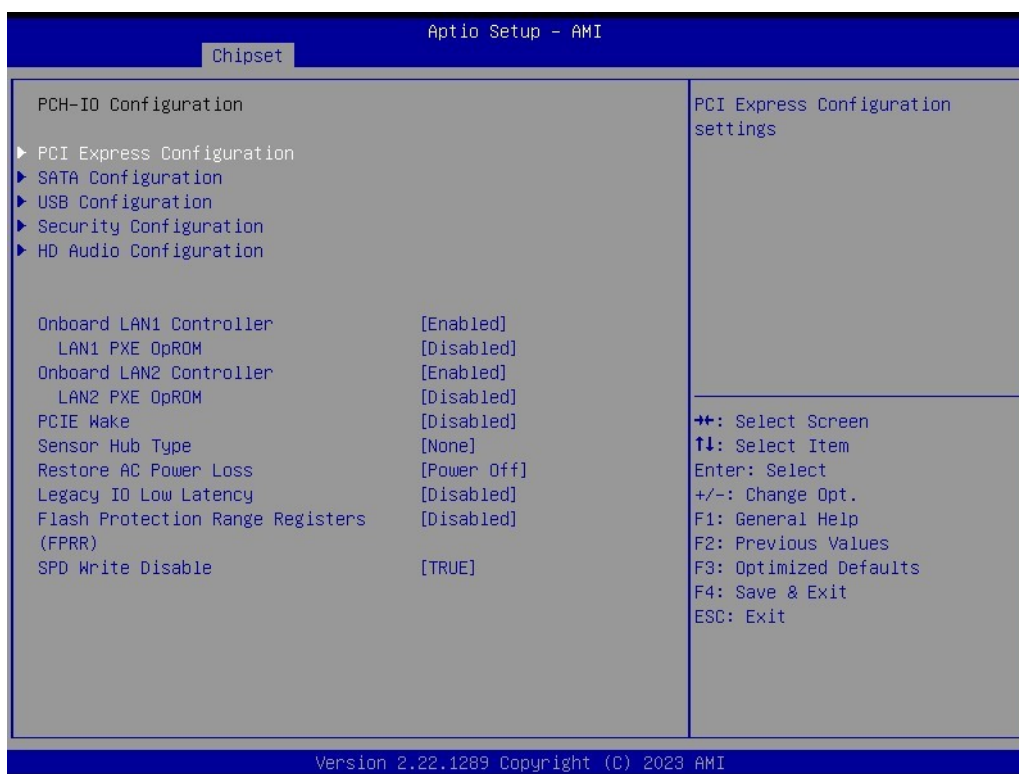 Aptio Setup - AMI
Chipset
PCH-IO Configuration
PCI Express Configuration
SATA Configuration
USB Configuration
Security Configuration
HD Audio Configuration
Onboard LAN1 Controller [Enabled]
LAN1 PXE OpROM [Disabled]
Onboard LAN2 Controller [Enabled]
LAN2 PXE OpROM [Disabled]
PCIE Wake [Disabled]
Sensor Hub Type [None]
Restore AC Power Loss [Power Off]
Legacy IO Low Latency [Disabled]
Flash Protection Range Registers [Disabled]
(FPRR)
SPD Write Disable [TRUE]
PCI Express Configuration
settings
→←: Select Screen
↑↓: Select Item
Enter: Select
+/-: Change Opt.
F1: General Help
F2: Previous Values
F3: Optimized Defaults
F4: Save & Exit
ESC: Exit
Version 2.22.1289 Copyright (C) 2023 AMI